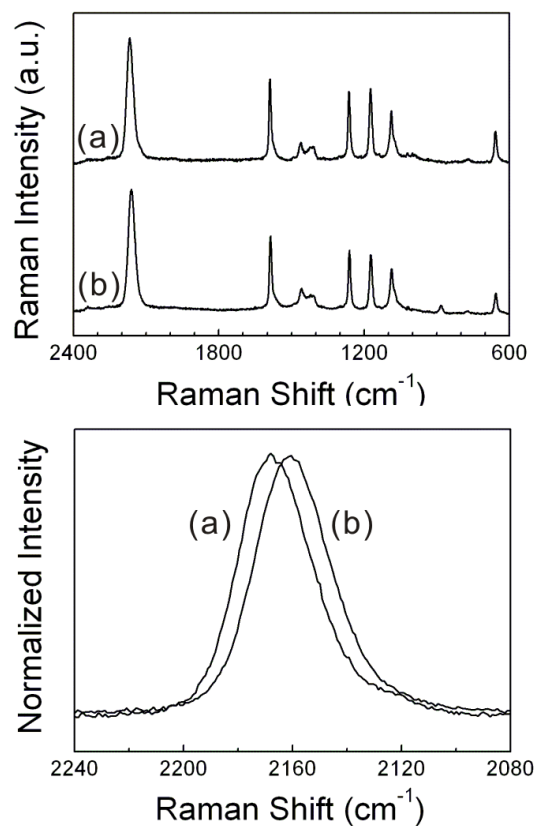 Raman Intensity (a.u.)
(a)
(b)
2400 1800 1200 600
Raman Shift (cm-1)
Normalized Intensity
(a) (b)
2240 2200 2160 2120 2080
Raman Shift (cm-1)